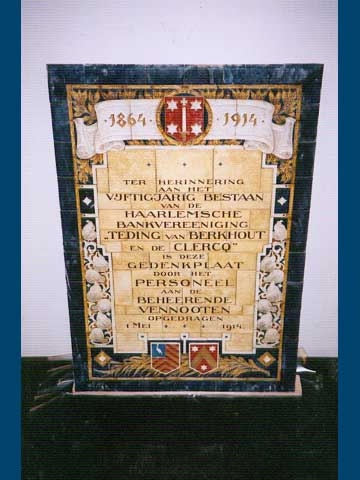 ·1864· ·1914·
TER HERINNERING
AAN HET
VIJFTIGJARIG BESTAAN
VAN DE
HAARLEMSCHE
BANKVEREENIGING
"TEDING VAN BERKHOUT
EN DE CLERCQ"
IS DEZE
GEDENKPLAAT
DOOR HET
PERSONEEL
AAN DE
BEHEERENDE
VENNOOTEN
OPGEDRAGEN
1 MEI 1914.